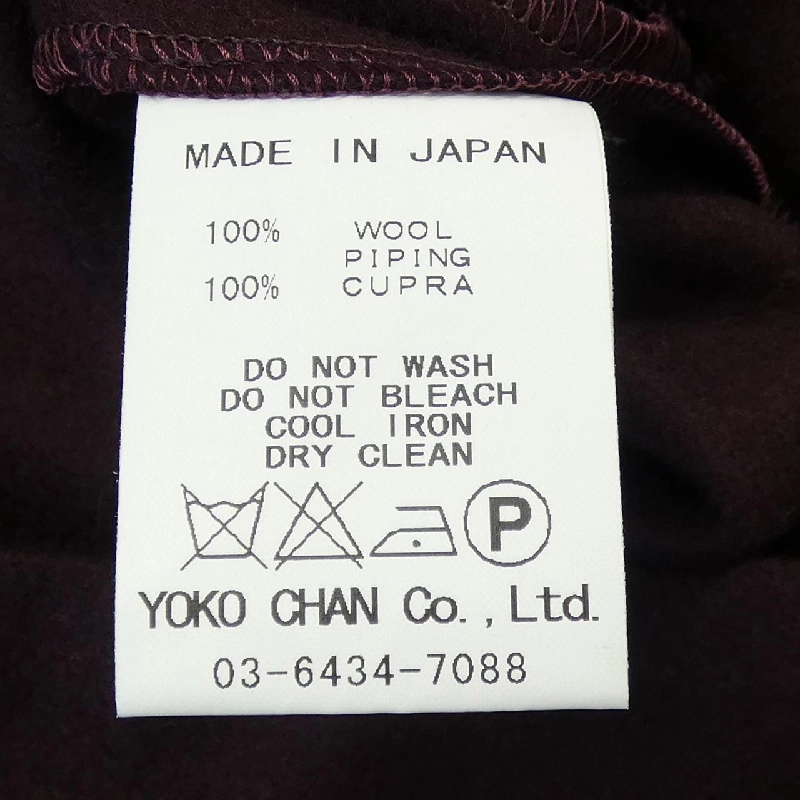 MADE IN JAPAN
100% WOOL
PIPING
100% CUPRA
DO NOT WASH
DO NOT BLEACH
COOL IRON
DRY CLEAN
P
YOKO CHAN Co.,Ltd.
03-6434-7088